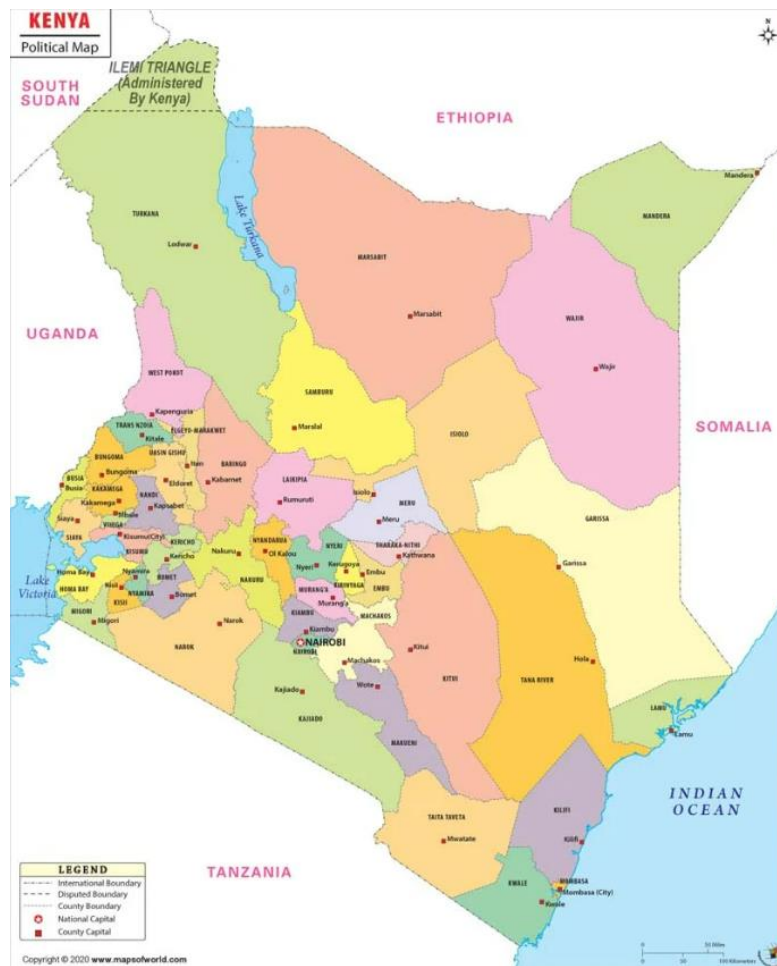 KENYA
Political Map
N
ILEMI TRIANGLE
(Administered
By Kenya)
SOUTH
SUDAN
ETHIOPIA
Mandera
MANDERA
TURKANA
Lake Turkana
Lodwar
MARSABIT
Marsabit
WAJIR
Wajir
UGANDA
WEST POKOT
SAMBURU
Kapenguria
Maralal
SOMALIA
TRANS NZOIA
ELGEYO-MARAKWET
Kitale
ISIOLO
BUNGOMA
UASIN GISHU
Iten
BARINGO
Bungoma
Eldoret
Kabarnet
LAIKIPIA
BUSIA
Busia
KAKAMEGA
NANDI
Isiolo
Kakamega
Kapsabet
Rumuruti
MERU
Siaya
VIHIGA
Meru
GARISSA
SIAYA
Kisumu(City)
KISUMU
KERICHO
NYANDARUA
NYERI
THARAKA-NITHI
Kericho
Nakuru
Ol Kalou
Kathwana
Lake
Victoria
Homa Bay
Nyamira
Nyeri
Kerugoya
Embu
Garissa
HOMA BAY
KISII
NYAMIRA
BOMET
Bomet
NAKURU
MURANG'A
KIRINYAGA
EMBU
Murang'a
MIGORI
Migori
KIAMBU
MACHAKOS
Narok
Kiambu
NAROK
NAIROBI
NAIROBI
Machakos
Kitui
Hola
KITUI
TANA RIVER
Kajiado
Wote
KAJIADO
LAMU
Lamu
MAKUENI
INDIAN
OCEAN
KILIFI
TAITA TAVETA
Mwatate
Kilifi
TANZANIA
MOMBASA
Mombasa (City)
KWALE
Kwale
LEGEND
International Boundary
Disputed Boundary
County Boundary
National Capital
County Capital
0
50
100 Kilometers
Copyright © 2020 www.mapsofworld.com